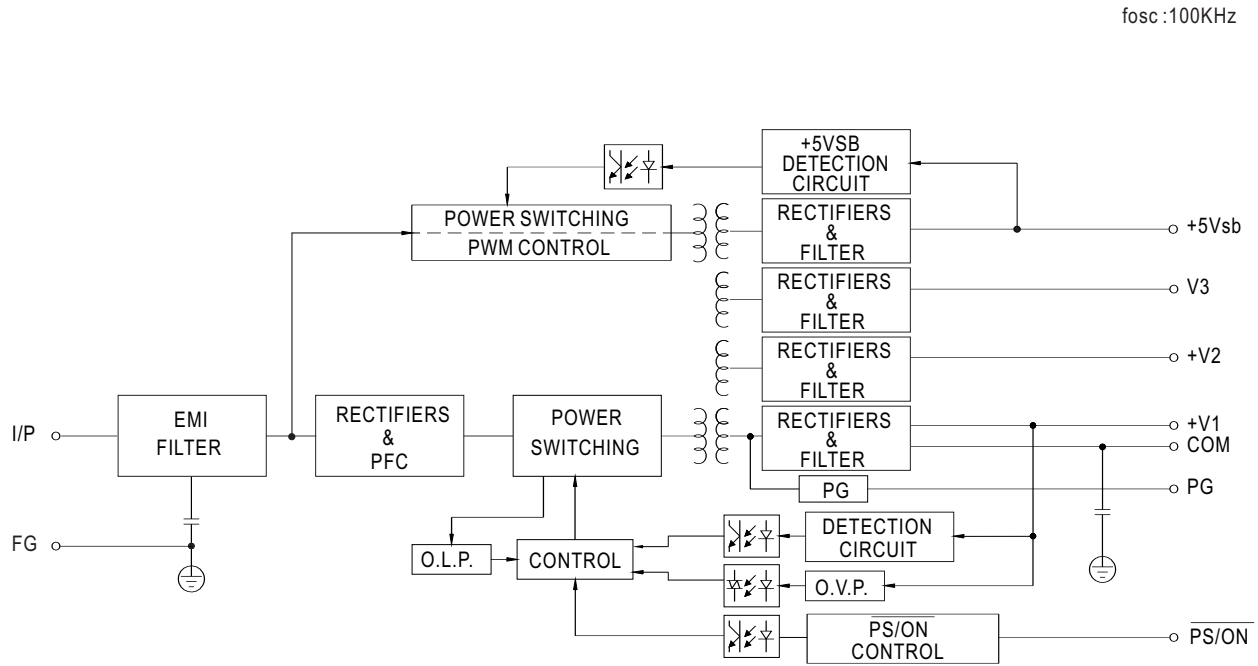 fosc :100KHz
+5VSB
DETECTION
CIRCUIT
POWER SWITCHING
PWM CONTROL
RECTIFIERS
&
FILTER
+5Vsb
RECTIFIERS
&
FILTER
V3
RECTIFIERS
&
FILTER
+V2
I/P
EMI
FILTER
RECTIFIERS
&
PFC
POWER
SWITCHING
RECTIFIERS
&
FILTER
+V1
COM
PG
PG
FG
O.L.P.
CONTROL
DETECTION
CIRCUIT
O.V.P.
PS/ON
CONTROL
PS/ON